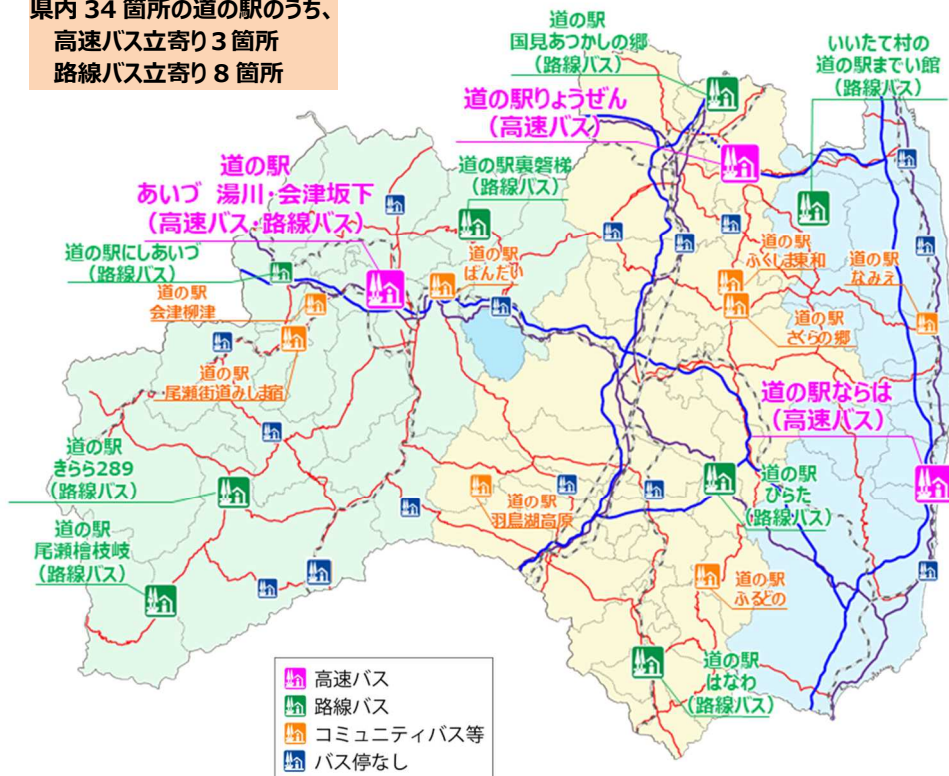 県内 34 箇所の道の駅のうち、
高速バス立寄り 3 箇所
路線バス立寄り 8 箇所
道の駅
国見あつかしの郷
(路線バス)
いいたて村の
道の駅までい館
(路線バス)
道の駅りょうぜん
(高速バス)
道の駅
あいづ 湯川・会津坂下
(高速バス・路線バス)
道の駅裏磐梯
(路線バス)
道の駅にしあいづ
(路線バス)
道の駅
ばんだい
道の駅
ふくしま東和
道の駅
なみえ
道の駅
会津柳津
道の駅
さくらの郷
道の駅
尾瀬街道みしま宿
道の駅ならは
(高速バス)
道の駅
きらら289
(路線バス)
道の駅
ひらた
(路線バス)
道の駅
羽鳥湖高原
道の駅
尾瀬檜枝岐
(路線バス)
道の駅
ふるどの
道の駅
はなわ
(路線バス)
高速バス
路線バス
コミュニティバス等
バス停なし